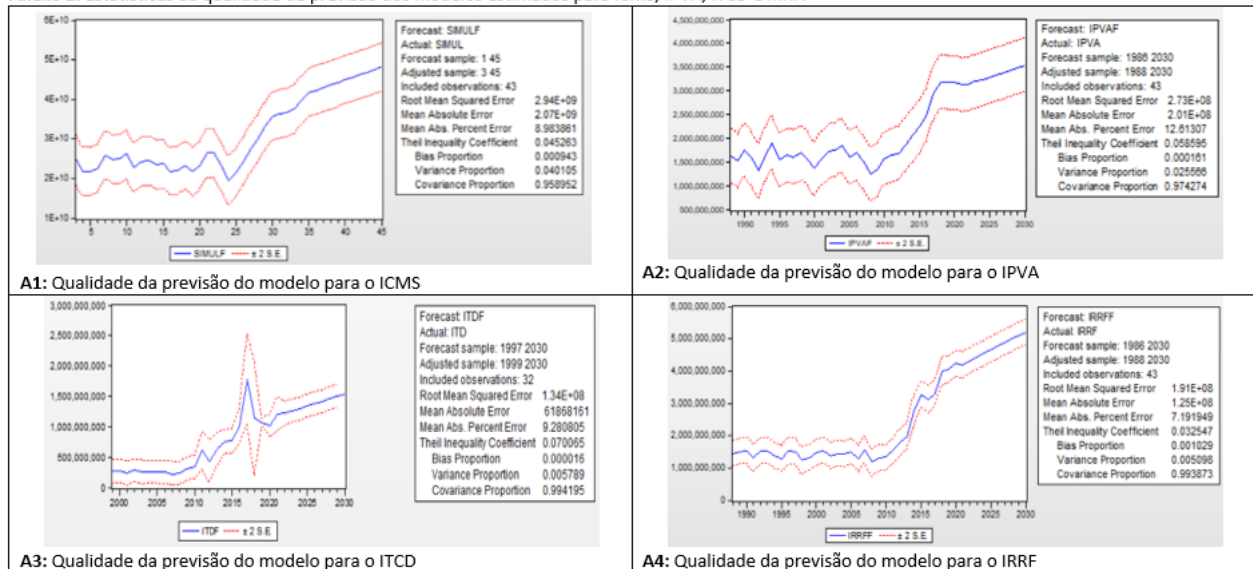 6E+10
5E+10
4E+10
3E+10
2E+10
1E+10
5 10 15 20 25 30 35 40 45
SIMULF ± 2 S.E.
Forecast: SIMULF
Actual: SIMUL
Forecast sample: 1 45
Adjusted sample: 3 45
Included observations: 43
Root Mean Squared Error 2.94E+09
Mean Absolute Error 2.07E+09
Mean Abs. Percent Error 8.983861
Theil Inequality Coefficient 0.045263
Bias Proportion 0.000943
Variance Proportion 0.040105
Covariance Proportion 0.958952
A1: Qualidade da previsão do modelo para o ICMS
4,500,000,000
4,000,000,000
3,500,000,000
3,000,000,000
2,500,000,000
2,000,000,000
1,500,000,000
1,000,000,000
500,000,000
1990 1995 2000 2005 2010 2015 2020 2025 2030
IPVAF ± 2 S.E.
Forecast: IPVAF
Actual: IPVA
Forecast sample: 1986 2030
Adjusted sample: 1988 2030
Included observations: 43
Root Mean Squared Error 2.73E+08
Mean Absolute Error 2.01E+08
Mean Abs. Percent Error 12.61307
Theil Inequality Coefficient 0.058595
Bias Proportion 0.000161
Variance Proportion 0.025566
Covariance Proportion 0.974274
A2: Qualidade da previsão do modelo para o IPVA
3,000,000,000
2,500,000,000
2,000,000,000
1,500,000,000
1,000,000,000
500,000,000
0
2000 2005 2010 2015 2020 2025 2030
ITDF ± 2 S.E.
Forecast: ITDF
Actual: ITD
Forecast sample: 1997 2030
Adjusted sample: 1999 2030
Included observations: 32
Root Mean Squared Error 1.34E+08
Mean Absolute Error 61868161
Mean Abs. Percent Error 9.280805
Theil Inequality Coefficient 0.070065
Bias Proportion 0.000016
Variance Proportion 0.005789
Covariance Proportion 0.994195
A3: Qualidade da previsão do modelo para o ITCD
6,000,000,000
5,000,000,000
4,000,000,000
3,000,000,000
2,000,000,000
1,000,000,000
0
1990 1995 2000 2005 2010 2015 2020 2025 2030
IRRFF ± 2 S.E.
Forecast: IRRFF
Actual: IRRF
Forecast sample: 1986 2030
Adjusted sample: 1988 2030
Included observations: 43
Root Mean Squared Error 1.91E+08
Mean Absolute Error 1.25E+08
Mean Abs. Percent Error 7.191949
Theil Inequality Coefficient 0.032547
Bias Proportion 0.001029
Variance Proportion 0.005098
Covariance Proportion 0.993873
A4: Qualidade da previsão do modelo para o IRRF